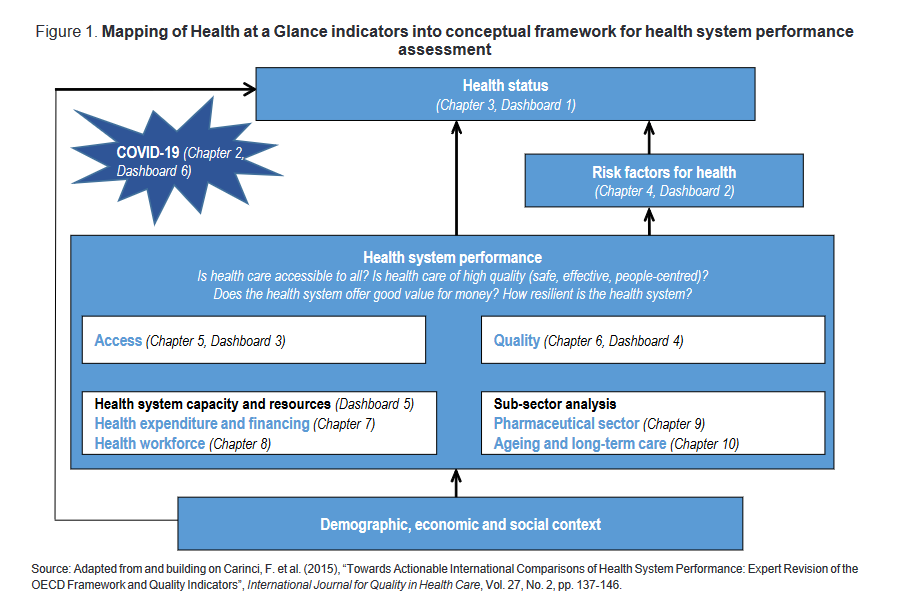 Figure 1. Mapping of Health at a Glance indicators into conceptual framework for health system performance
assessment
Health status
(Chapter 3, Dashboard 1)
COVID-19 (Chapter 2,
Dashboard 6)
Risk factors for health
(Chapter 4, Dashboard 2)
Health system performance
Is health care accessible to all? Is health care of high quality (safe, effective, people-centred)?
Does the health system offer good value for money? How resilient is the health system?
Access (Chapter 5, Dashboard 3)
Quality (Chapter 6, Dashboard 4)
Health system capacity and resources (Dashboard 5)
Health expenditure and financing (Chapter 7)
Health workforce (Chapter 8)
Sub-sector analysis
Pharmaceutical sector (Chapter 9)
Ageing and long-term care (Chapter 10)
Demographic, economic and social context
Source: Adapted from and building on Carinci, F. et al. (2015), “Towards Actionable International Comparisons of Health System Performance: Expert Revision of the
OECD Framework and Quality Indicators”, International Journal for Quality in Health Care, Vol. 27, No. 2, pp. 137-146.